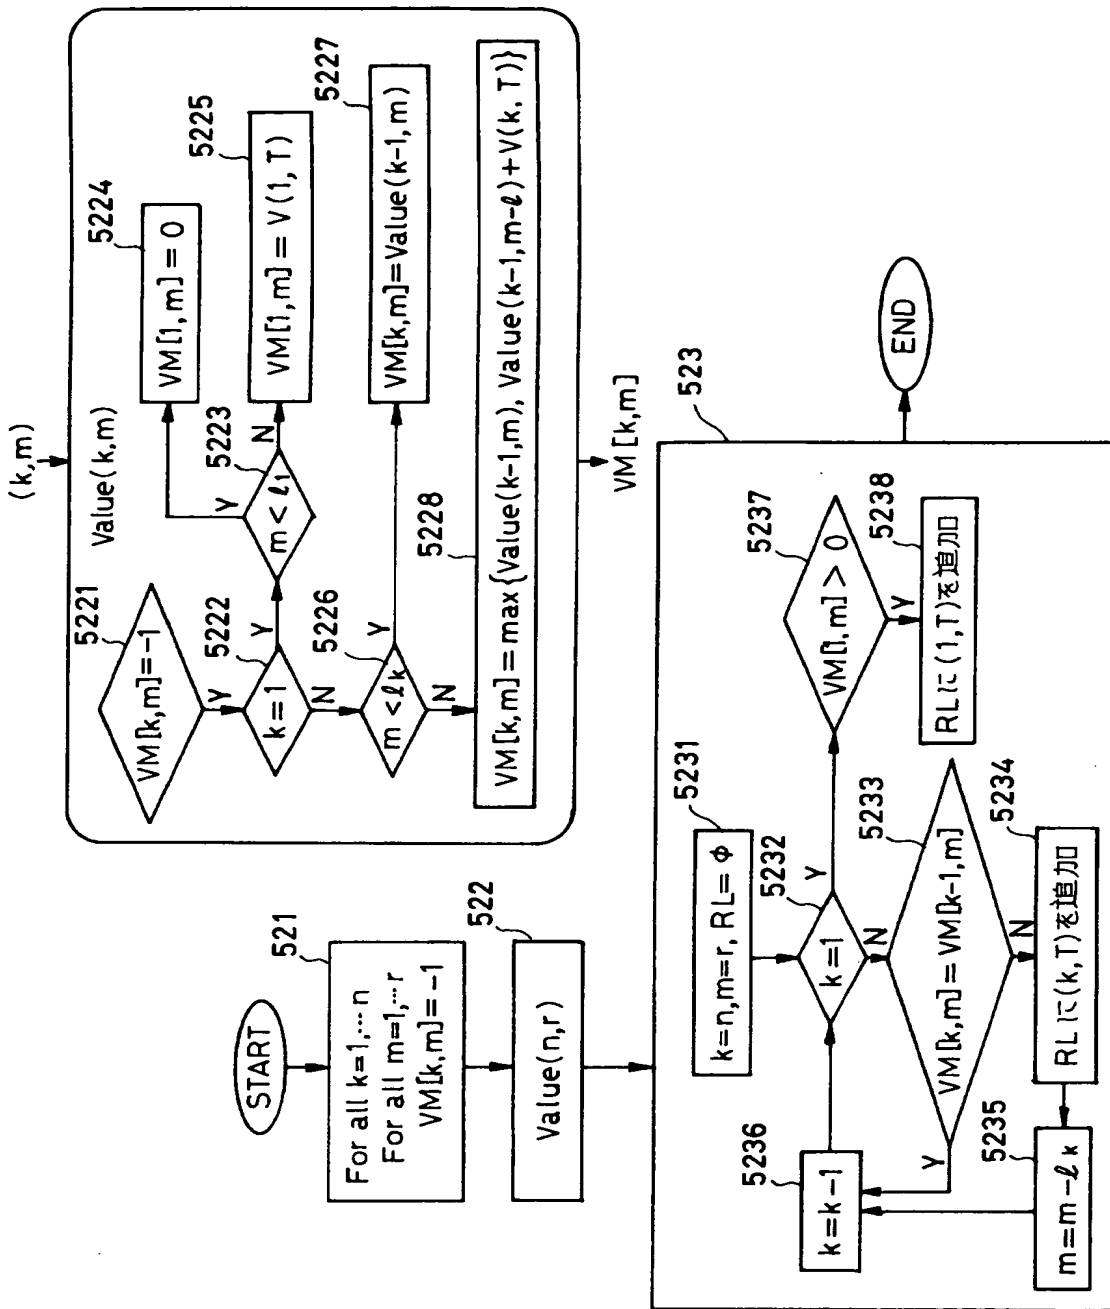 START
521
For all k=1,…n
For all m=1,…r
VM[k,m]=-1
522
Value(n,r)
(k,m)
Value(k,m)
5221
VM[k,m]=-1
Y
5222
k=1
Y
N
5223
m<ℓ1
Y
N
5224
VM[1,m]=0
5225
VM[1,m]=V(1,T)
5226
m<ℓk
Y
N
5227
VM[k,m]=Value(k-1,m)
5228
VM[k,m]=max{Value(k-1,m), Value(k-1,m-ℓ)+V(k,T)}
VM[k,m]
523
5231
k=n,m=r, RL=φ
5232
k=1
Y
N
5233
VM[k,m]=VM[k-1,m]
Y
N
5234
RLに(k,T)を追加
5235
m=m-ℓk
5236
k=k-1
5237
VM[1,m]>0
Y
5238
RLに(1,T)を追加
END